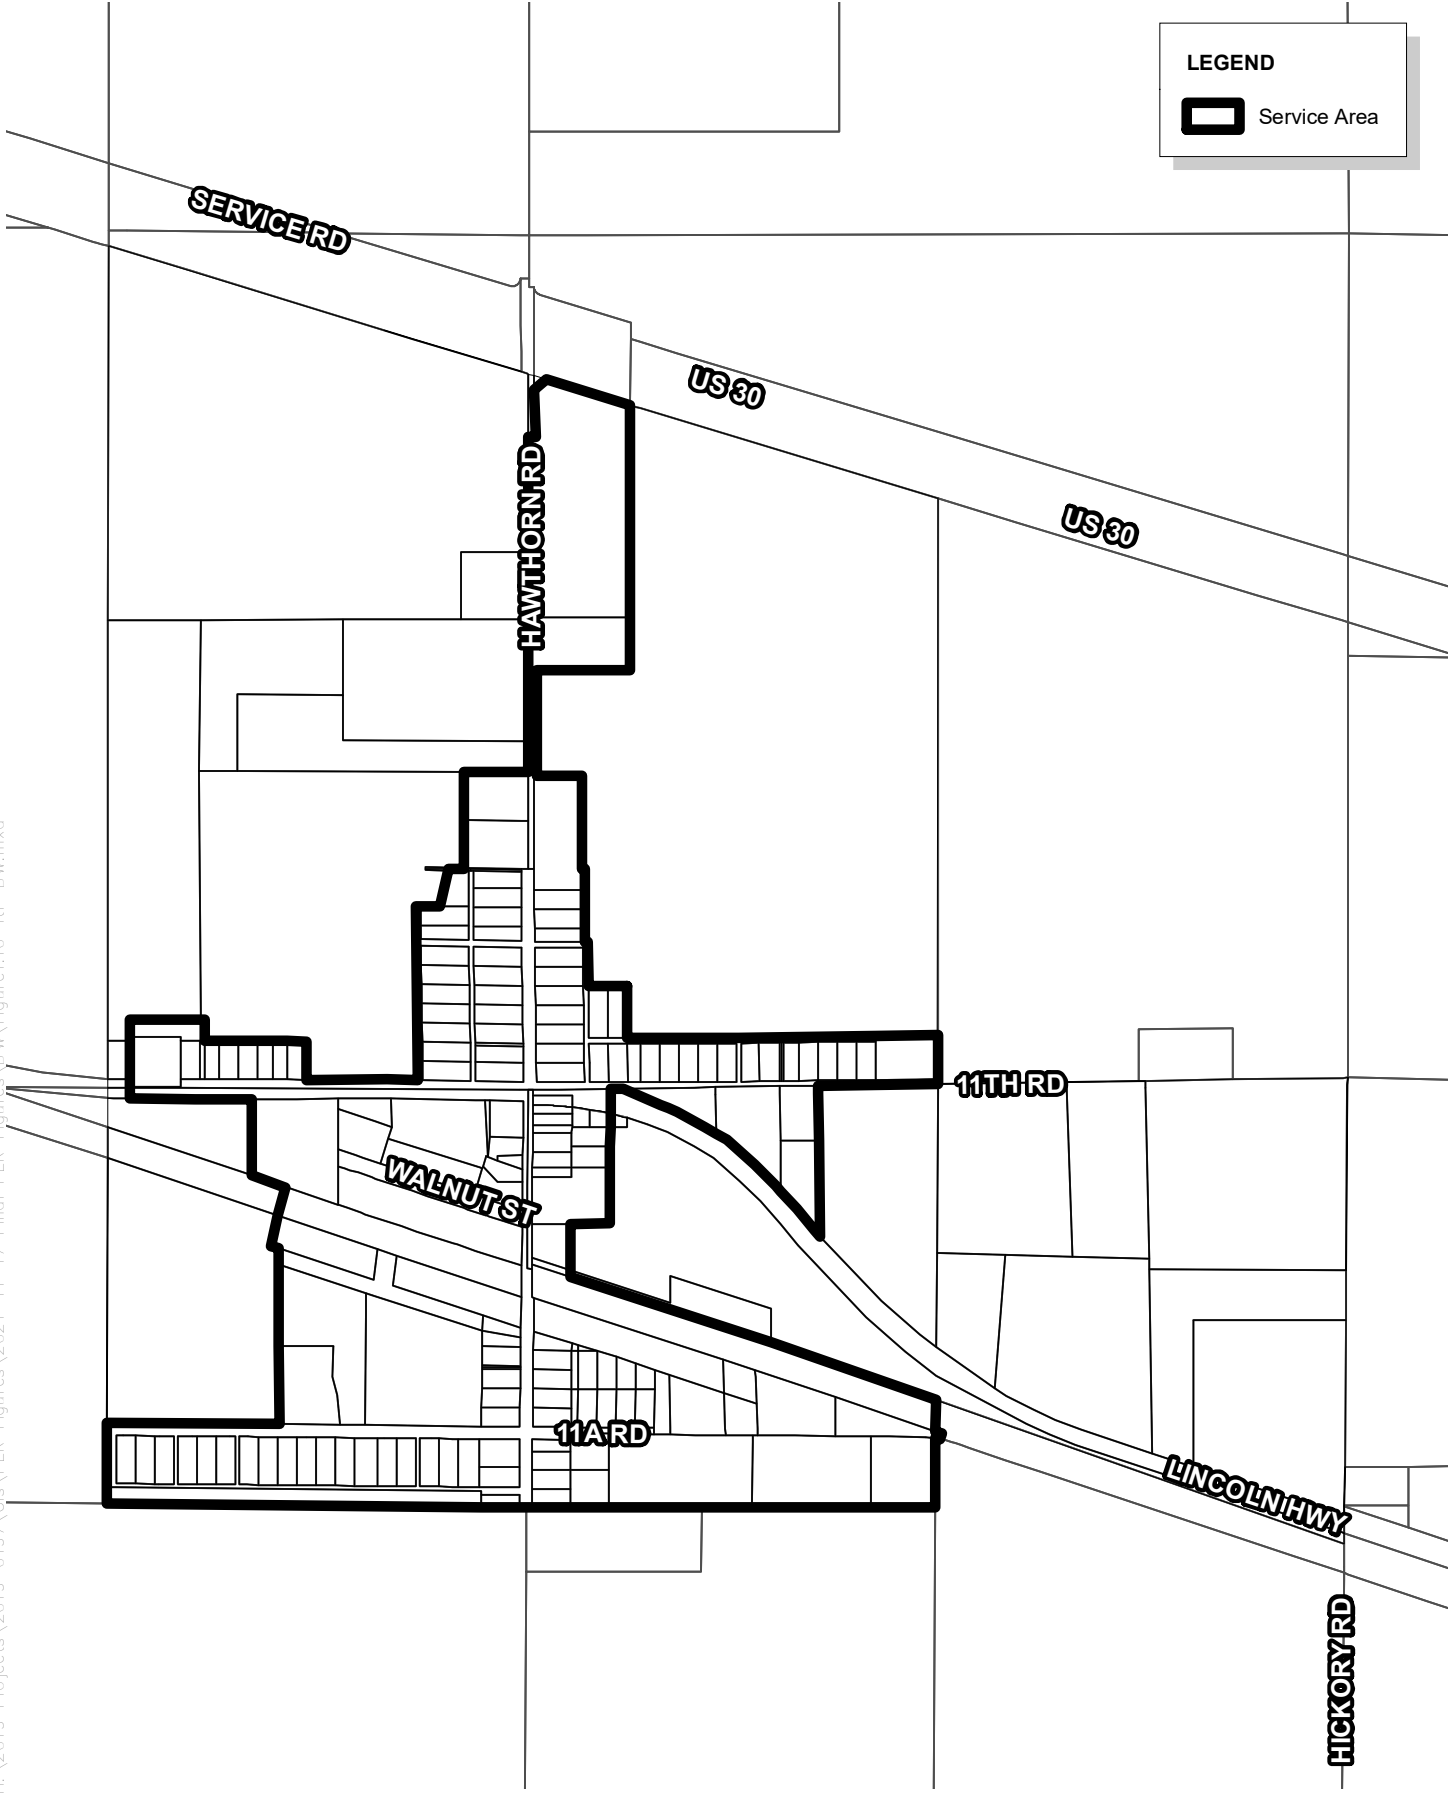 LEGEND
Service Area
SERVICE RD
US 30
US 30
HAWTHORN RD
11TH RD
WALNUT ST
11A RD
LINCOLN HWY
HICKORY RD